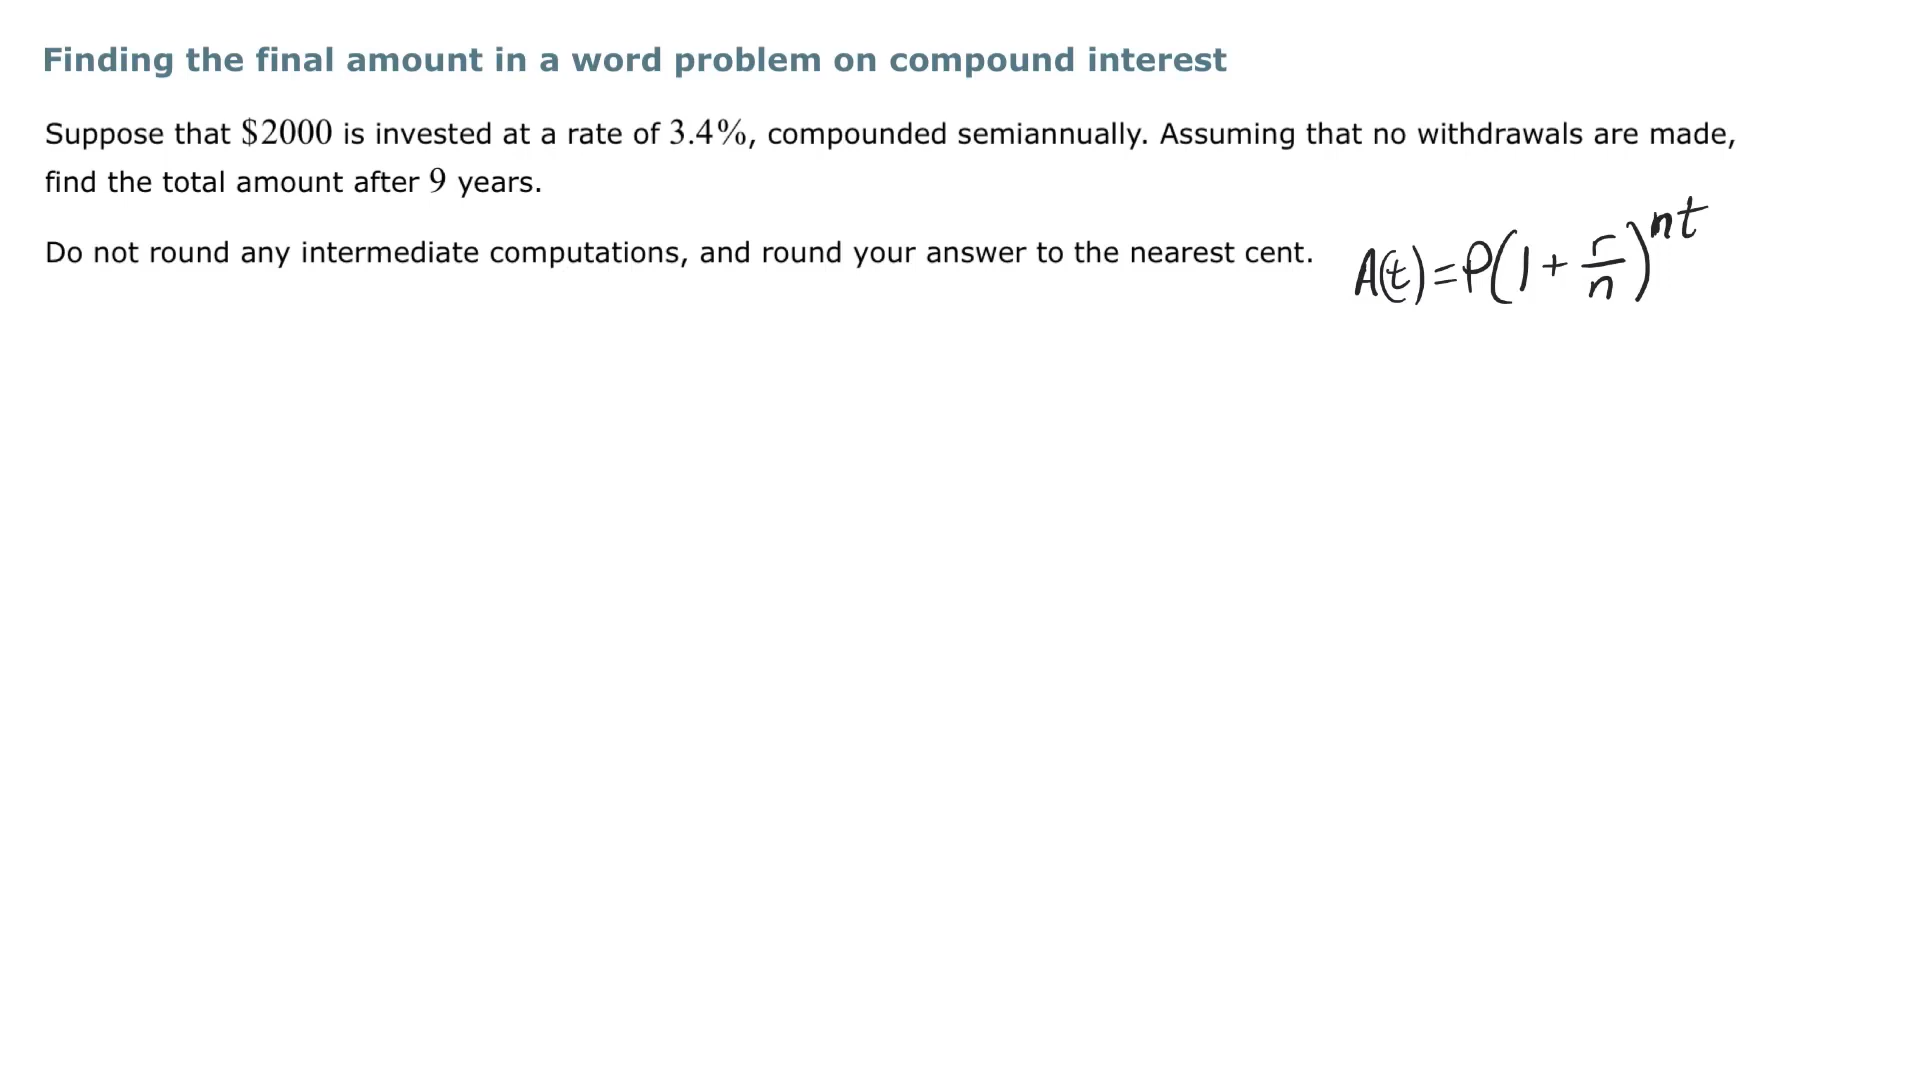 Finding the final amount in a word problem on compound interest
Suppose that $2000 is invested at a rate of 3.4%, compounded semiannually. Assuming that no withdrawals are made,
find the total amount after 9 years.
Do not round any intermediate computations, and round your answer to the nearest cent.
A(t)=P(1+r/n)^nt